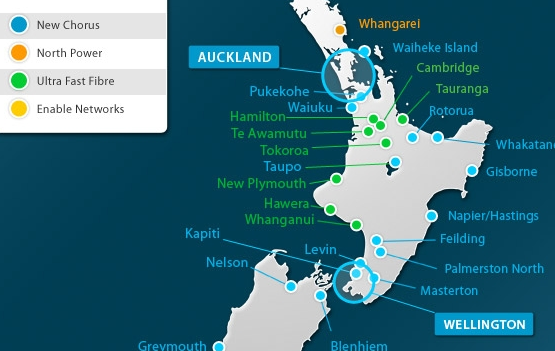 New Chorus
North Power
Ultra Fast Fibre
Enable Networks
Whangarei
AUCKLAND
Waiheke Island
Cambridge
Pukekohe
Tauranga
Waiuku
Rotorua
Hamilton
Te Awamutu
Whakatane
Tokoroa
Taupo
Gisborne
New Plymouth
Hawera
Napier/Hastings
Whanganui
Kapiti
Feilding
Levin
Nelson
Palmerston North
Masterton
WELLINGTON
Greymouth
Blenhiem